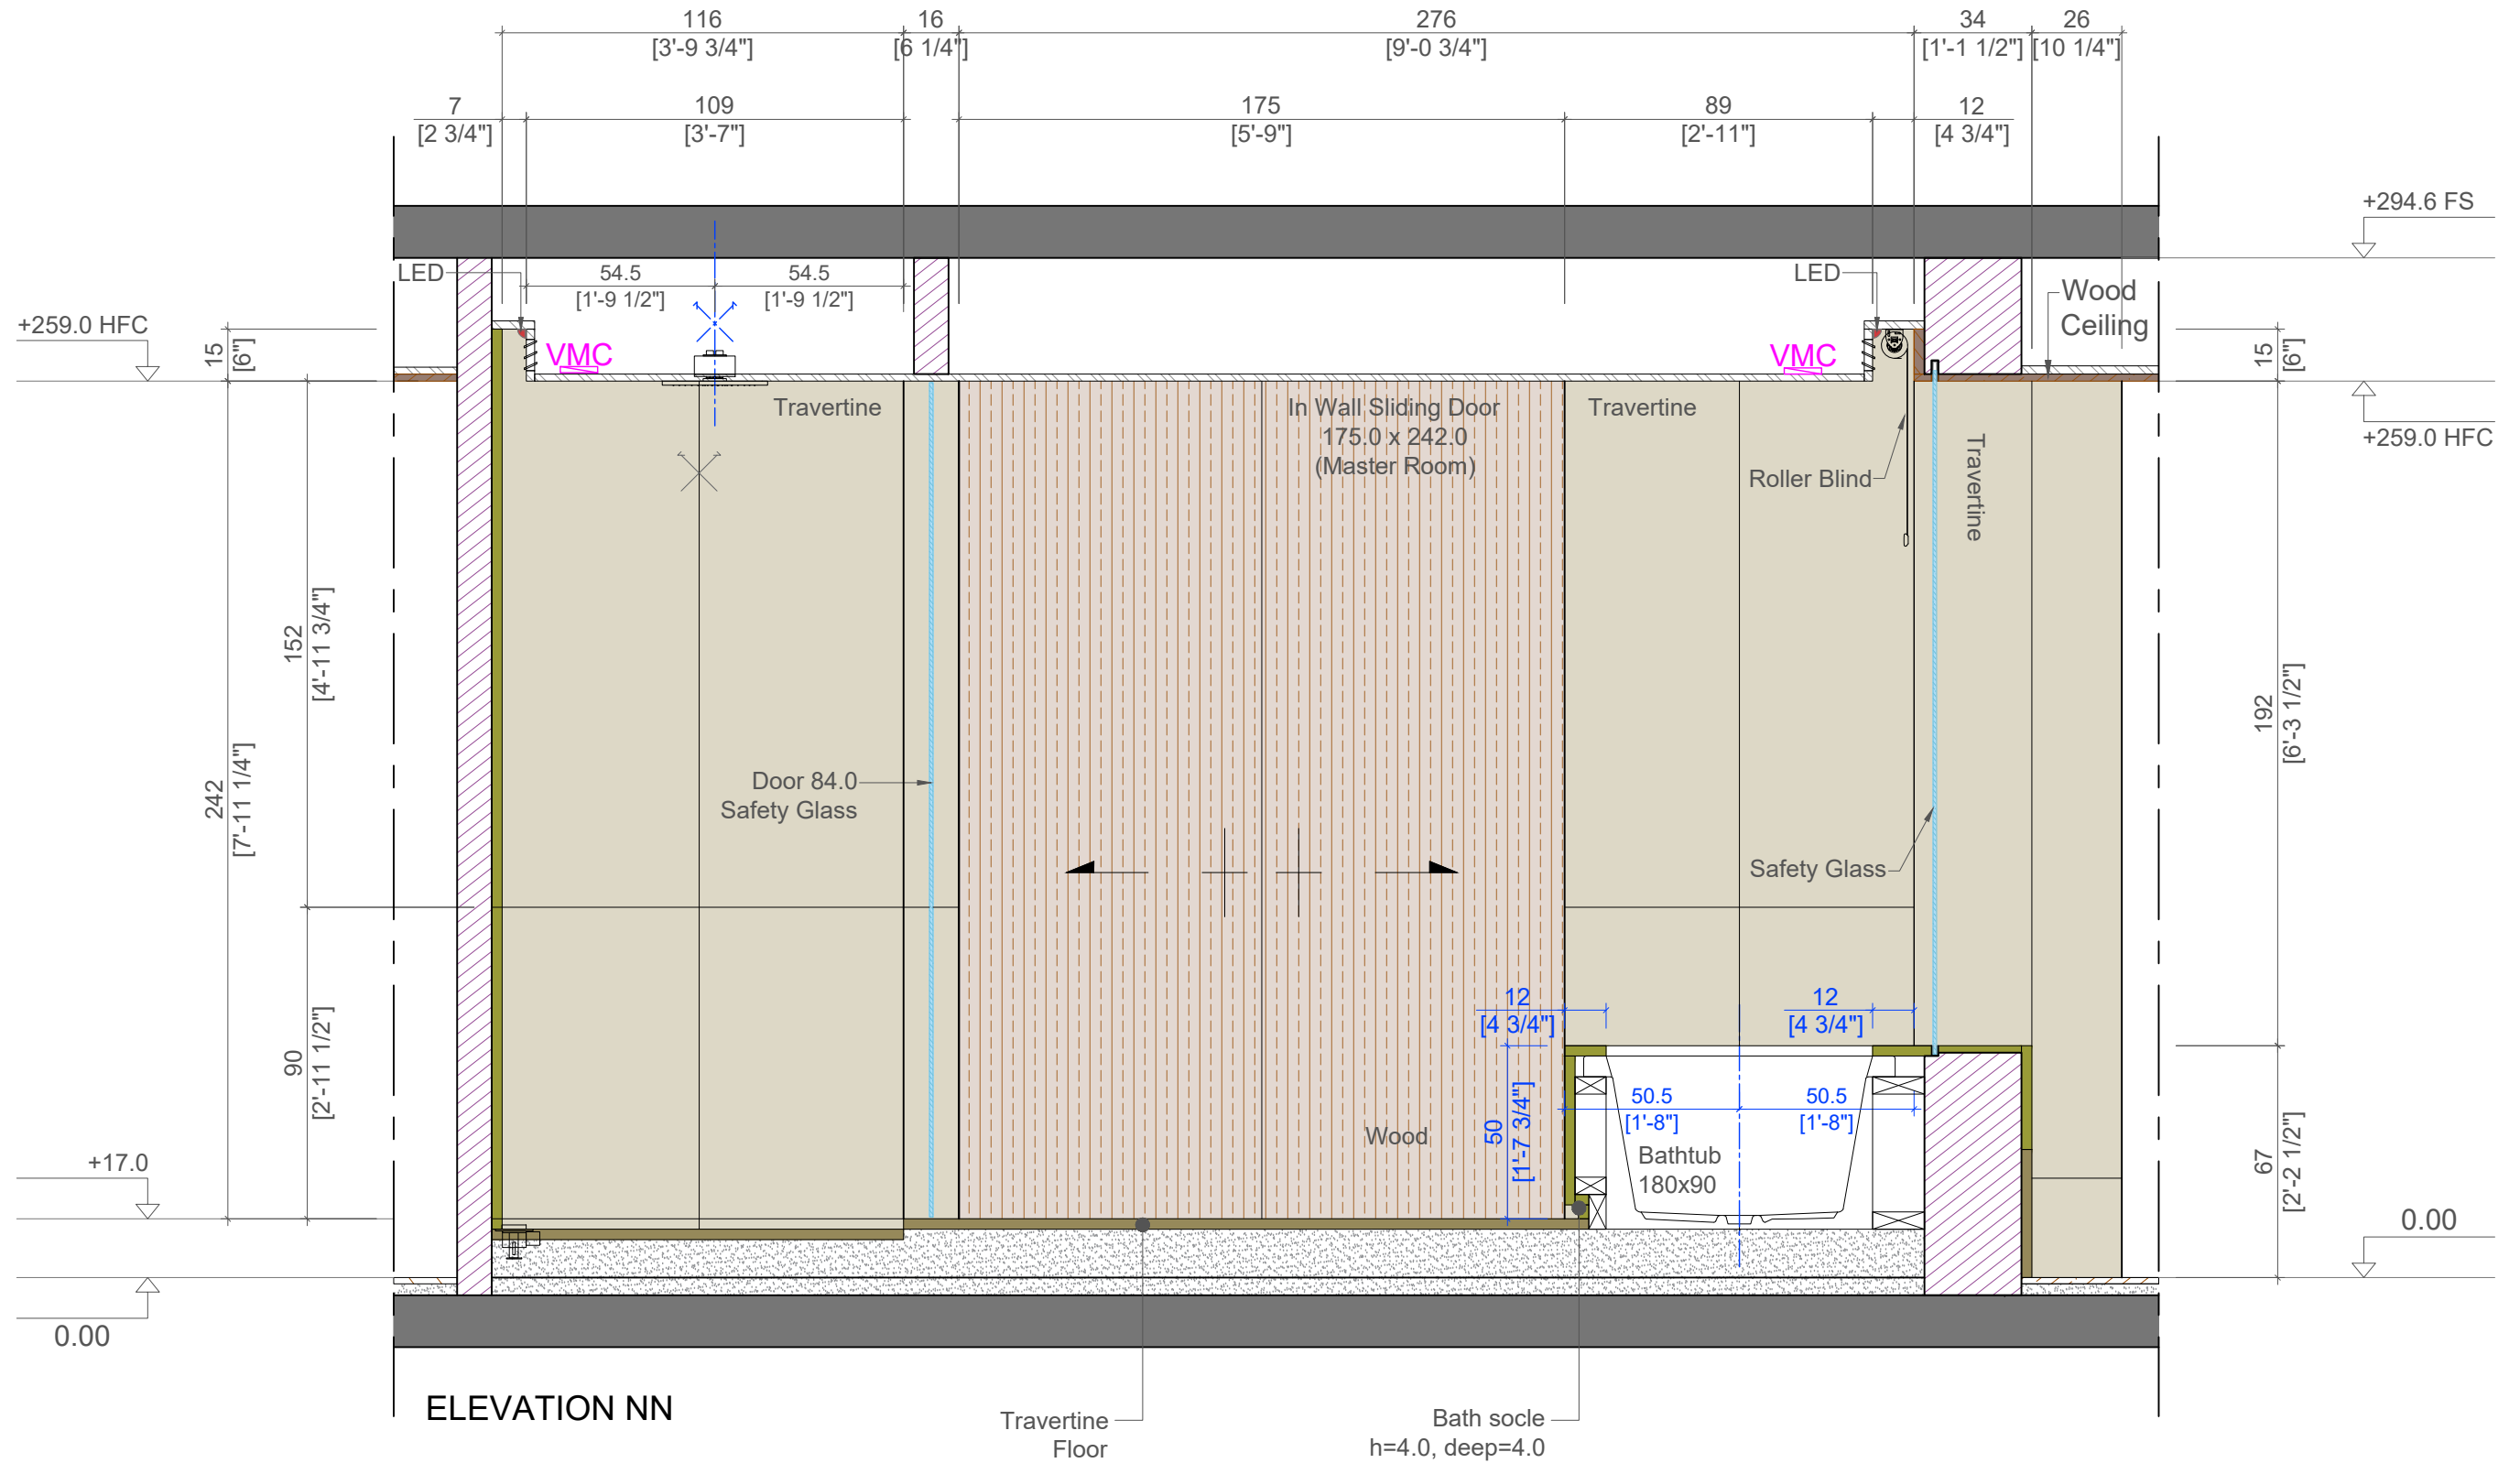 116
[3'-9 3/4"]
16
[6 1/4"]
276
[9'-0 3/4"]
34
[1'-1 1/2"]
26
[10 1/4"]
7
[2 3/4"]
109
[3'-7"]
175
[5'-9"]
89
[2'-11"]
12
[4 3/4"]
+294.6 FS
LED
54.5
[1'-9 1/2"]
54.5
[1'-9 1/2"]
LED
Wood
Ceiling
+259.0 HFC
15
[6"]
VMC
VMC
15
[6"]
+259.0 HFC
Travertine
In Wall Sliding Door
175.0 x 242.0
(Master Room)
Travertine
Travertine
Roller Blind
152
[4'-11 3/4"]
242
[7'-11 1/4"]
192
[6'-3 1/2"]
Door 84.0
Safety Glass
Safety Glass
90
[2'-11 1/2"]
12
[4 3/4"]
12
[4 3/4"]
50
[1'-7 3/4"]
50.5
[1'-8"]
50.5
[1'-8"]
Wood
Bathtub
180x90
67
[2'-2 1/2"]
+17.0
0.00
0.00
ELEVATION NN
Travertine
Floor
Bath socle
h=4.0, deep=4.0